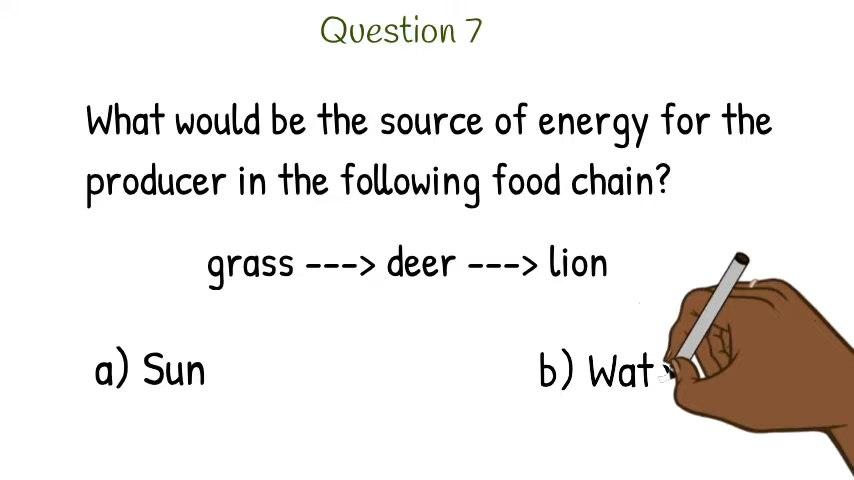 Question 7
What would be the source of energy for the
producer in the following food chain?
grass ---> deer ---> lion
a) Sun
b) Wat